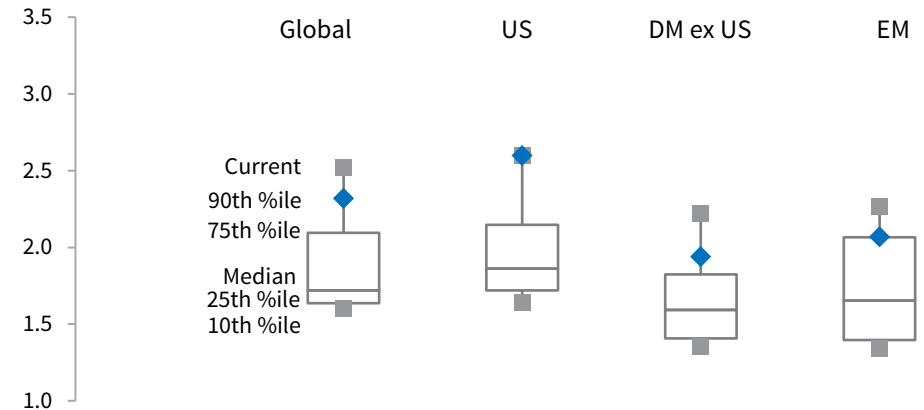 3.5
Global US DM ex US EM
3.0
2.5
Current
90th %ile
75th %ile
2.0
Median
25th %ile
1.5
10th %ile
1.0